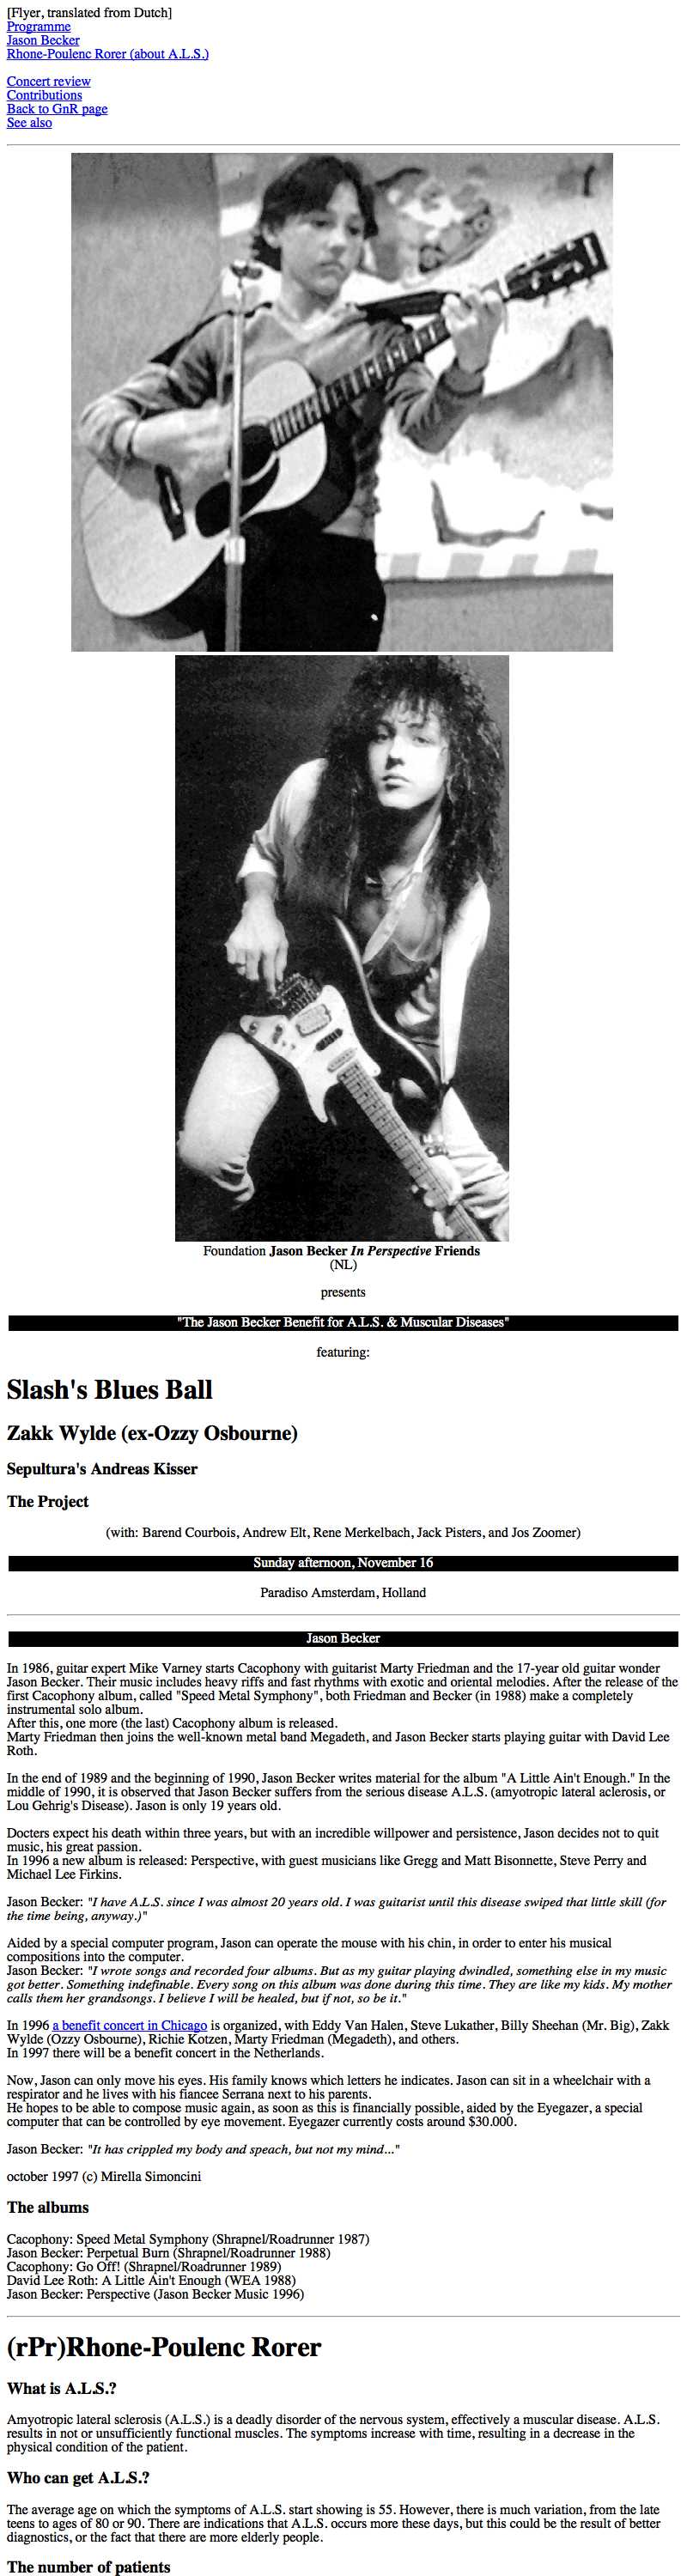 [Flyer, translated from Dutch]
Programme
Jason Becker
Rhone-Poulenc Rorer (about A.L.S.)
Concert review
Contributions
Back to GnR page
See also
Foundation Jason Becker In Perspective Friends
(NL)
presents
"The Jason Becker Benefit for A.L.S. & Muscular Diseases"
featuring:
Slash's Blues Ball
Zakk Wylde (ex-Ozzy Osbourne)
Sepultura's Andreas Kisser
The Project
(with: Barend Courbois, Andrew Elt, Rene Merkelbach, Jack Pisters, and Jos Zoomer)
Sunday afternoon, November 16
Paradiso Amsterdam, Holland
Jason Becker
In 1986, guitar expert Mike Varney starts Cacophony with guitarist Marty Friedman and the 17-year old guitar wonder
Jason Becker. Their music includes heavy riffs and fast rhythms with exotic and oriental melodies. After the release of the
first Cacophony album, called "Speed Metal Symphony", both Friedman and Becker (in 1988) make a completely
instrumental solo album.
After this, one more (the last) Cacophony album is released.
Marty Friedman then joins the well-known metal band Megadeth, and Jason Becker starts playing guitar with David Lee
Roth.
In the end of 1989 and the beginning of 1990, Jason Becker writes material for the album "A Little Ain't Enough." In the
middle of 1990, it is observed that Jason Becker suffers from the serious disease A.L.S. (amyotropic lateral aclerosis, or
Lou Gehrig's Disease). Jason is only 19 years old.
Docters expect his death within three years, but with an incredible willpower and persistence, Jason decides not to quit
music, his great passion.
In 1996 a new album is released: Perspective, with guest musicians like Gregg and Matt Bisonnette, Steve Perry and
Michael Lee Firkins.
Jason Becker: "I have A.L.S. since I was almost 20 years old. I was guitarist until this disease swiped that little skill (for
the time being, anyway.)"
Aided by a special computer program, Jason can operate the mouse with his chin, in order to enter his musical
compositions into the computer.
Jason Becker: "I wrote songs and recorded four albums. But as my guitar playing dwindled, something else in my music
got better. Something indefinable. Every song on this album was done during this time. They are like my kids. My mother
calls them her grandsongs. I believe I will be healed, but if not, so be it."
In 1996 a benefit concert in Chicago is organized, with Eddy Van Halen, Steve Lukather, Billy Sheehan (Mr. Big), Zakk
Wylde (Ozzy Osbourne), Richie Kotzen, Marty Friedman (Megadeth), and others.
In 1997 there will be a benefit concert in the Netherlands.
Now, Jason can only move his eyes. His family knows which letters he indicates. Jason can sit in a wheelchair with a
respirator and he lives with his fiancee Serrana next to his parents.
He hopes to be able to compose music again, as soon as this is financially possible, aided by the Eyegazer, a special
computer that can be controlled by eye movement. Eyegazer currently costs around $30.000.
Jason Becker: "It has crippled my body and speach, but not my mind..."
october 1997 (c) Mirella Simoncini
The albums
Cacophony: Speed Metal Symphony (Shrapnel/Roadrunner 1987)
Jason Becker: Perpetual Burn (Shrapnel/Roadrunner 1988)
Cacophony: Go Off! (Shrapnel/Roadrunner 1989)
David Lee Roth: A Little Ain't Enough (WEA 1988)
Jason Becker: Perspective (Jason Becker Music 1996)
(rPr)Rhone-Poulenc Rorer
What is A.L.S.?
Amyotropic lateral sclerosis (A.L.S.) is a deadly disorder of the nervous system, effectively a muscular disease. A.L.S.
results in not or unsufficiently functional muscles. The symptoms increase with time, resulting in a decrease in the
physical condition of the patient.
Who can get A.L.S.?
The average age on which the symptoms of A.L.S. start showing is 55. However, there is much variation, from the late
teens to ages of 80 or 90. There are indications that A.L.S. occurs more these days, but this could be the result of better
diagnostics, or the fact that there are more elderly people.
The number of patients